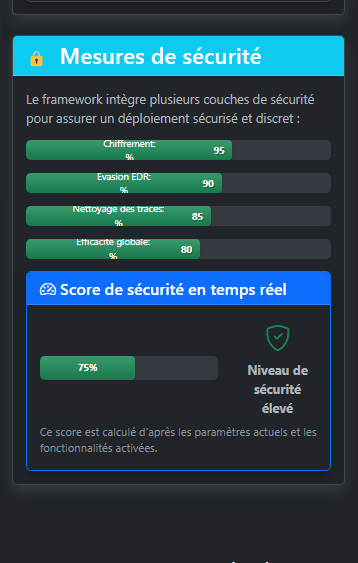 Mesures de sécurité
Le framework intègre plusieurs couches de sécurité
pour assurer un déploiement sécurisé et discret :
Chiffrement: 95
%
Evasion EDR: 90
%
Nettoyage des traces: 85
%
Efficacité globale: 80
%
Score de sécurité en temps réel
75%
Niveau de
sécurité
élevé
Ce score est calculé d'après les paramètres actuels et les
fonctionnalités activées.